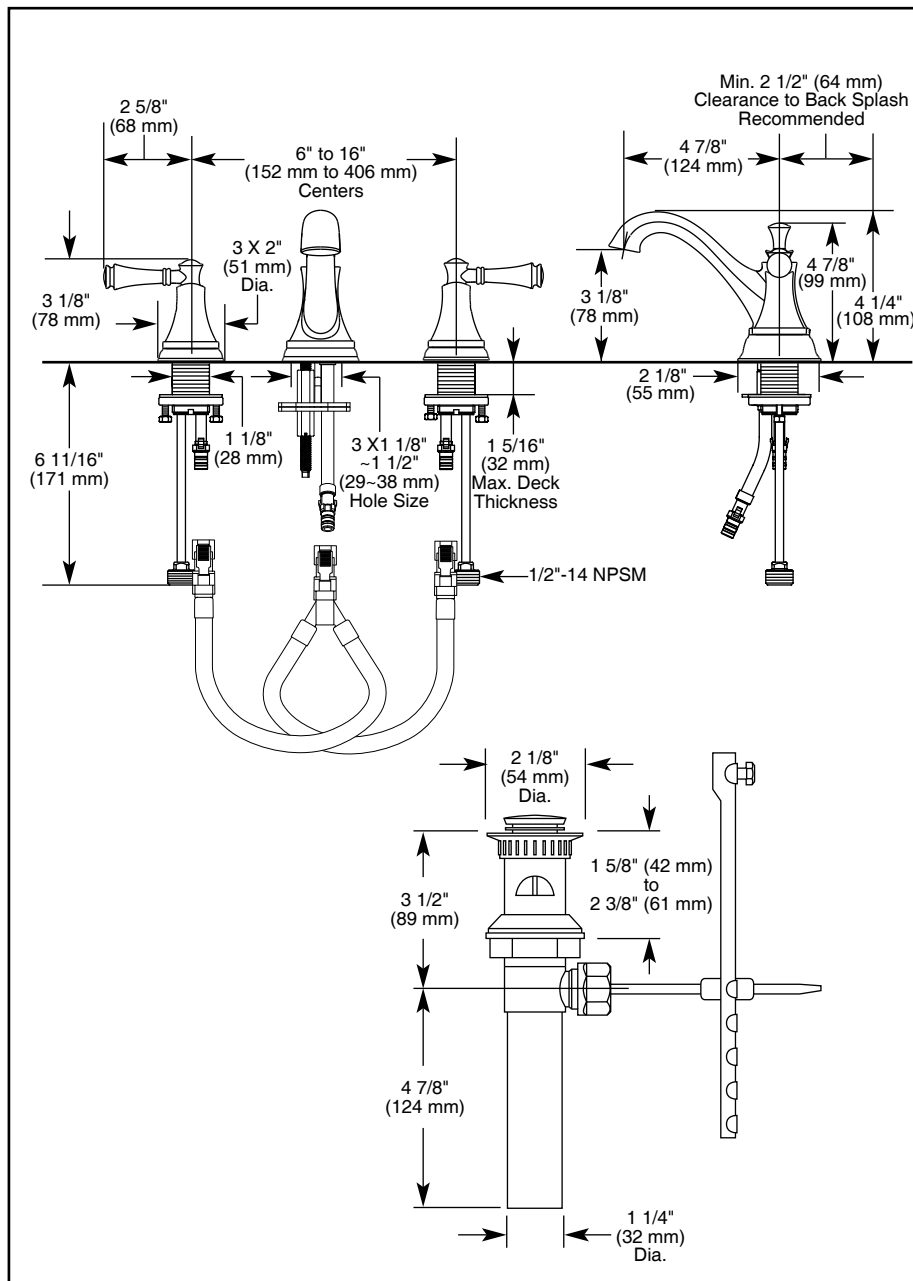 Min. 2 1/2" (64 mm)
Clearance to Back Splash
Recommended
2 5/8"
(68 mm)
6" to 16"
(152 mm to 406 mm)
Centers
4 7/8"
(124 mm)
3 X 2"
(51 mm)
Dia.
3 1/8"
(78 mm)
3 1/8"
(78 mm)
4 7/8"
(99 mm)
4 1/4"
(108 mm)
2 1/8"
(55 mm)
1 1/8"
(28 mm)
3 X1 1/8"
~1 1/2"
(29~38 mm)
Hole Size
1 5/16"
(32 mm)
Max. Deck
Thickness
6 11/16"
(171 mm)
1/2"-14 NPSM
2 1/8"
(54 mm)
Dia.
1 5/8" (42 mm)
to
2 3/8" (61 mm)
3 1/2"
(89 mm)
4 7/8"
(124 mm)
1 1/4"
(32 mm)
Dia.